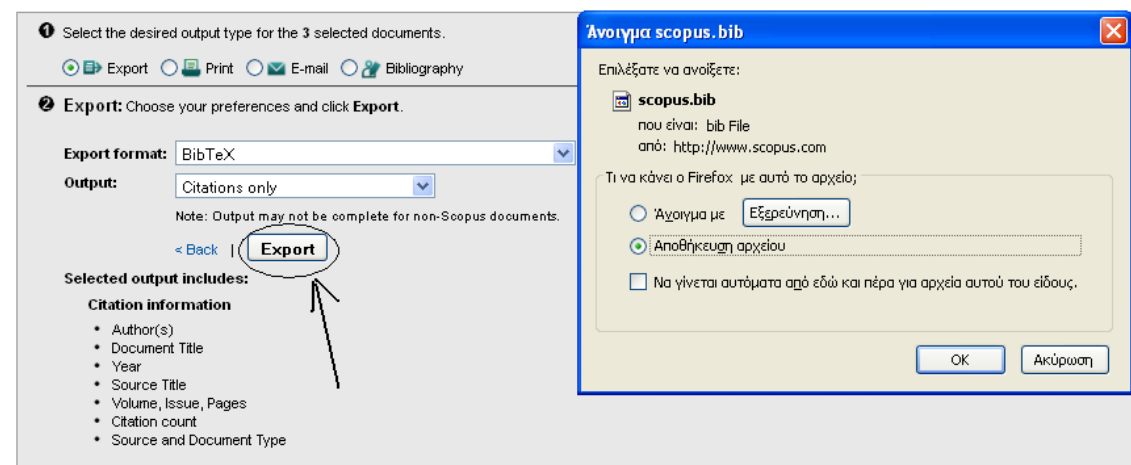 ❶ Select the desired output type for the 3 selected documents.
Export Print E-mail Bibliography
❷ Export: Choose your preferences and click Export.
Export format: BibTeX
Output: Citations only
Note: Output may not be complete for non-Scopus documents.
< Back | Export
Selected output includes:
Citation information
• Author(s)
• Document Title
• Year
• Source Title
• Volume, Issue, Pages
• Citation count
• Source and Document Type
Άνοιγμα scopus.bib
Επιλέξατε να ανοίξετε:
scopus.bib
που είναι: bib File
από: http://www.scopus.com
Τι να κάνει ο Firefox με αυτό το αρχείο;
Άνοιγμα με Εξερεύνηση...
Αποθήκευση αρχείου
Να γίνεται αυτόματα από εδώ και πέρα για αρχεία αυτού του είδους.
OK Ακύρωση